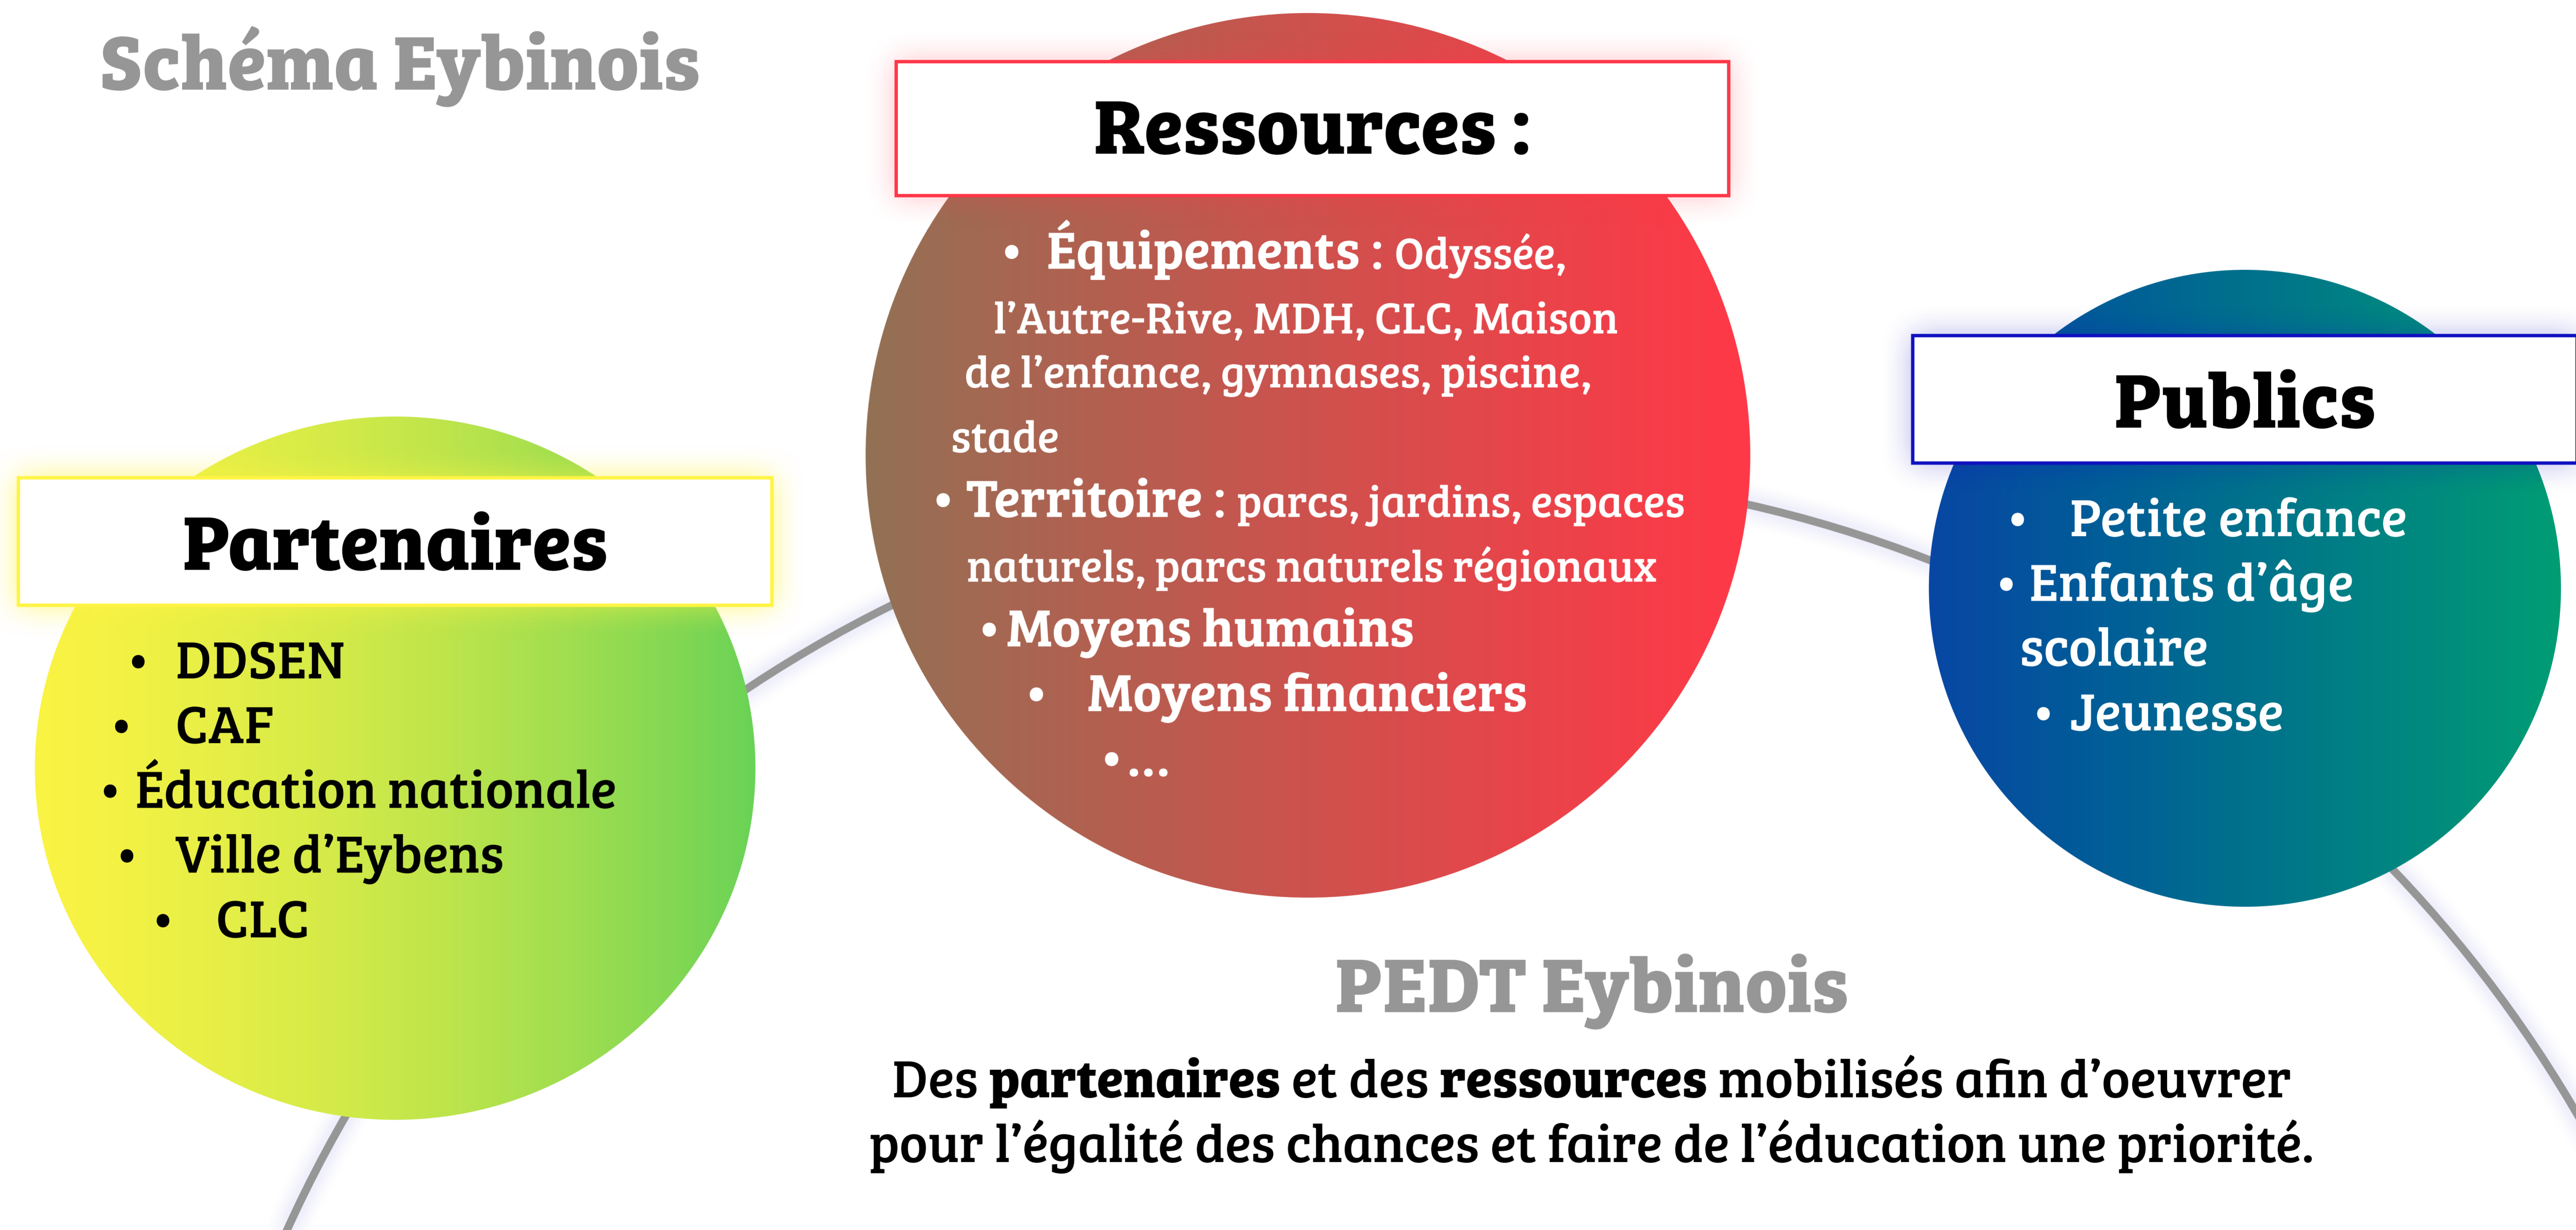 Schéma Eybinois
Ressources :
• Équipements : Odyssée,
l’Autre-Rive, MDH, CLC, Maison
de l’enfance, gymnases, piscine,
stade
• Territoire : parcs, jardins, espaces
naturels, parcs naturels régionaux
• Moyens humains
• Moyens financiers
• ...
Publics
• Petite enfance
• Enfants d’âge
scolaire
• Jeunesse
Partenaires
• DDSEN
• CAF
• Éducation nationale
• Ville d’Eybens
• CLC
PEDT Eybinois
Des partenaires et des ressources mobilisés afin d’oeuvrer
pour l’égalité des chances et faire de l’éducation une priorité.